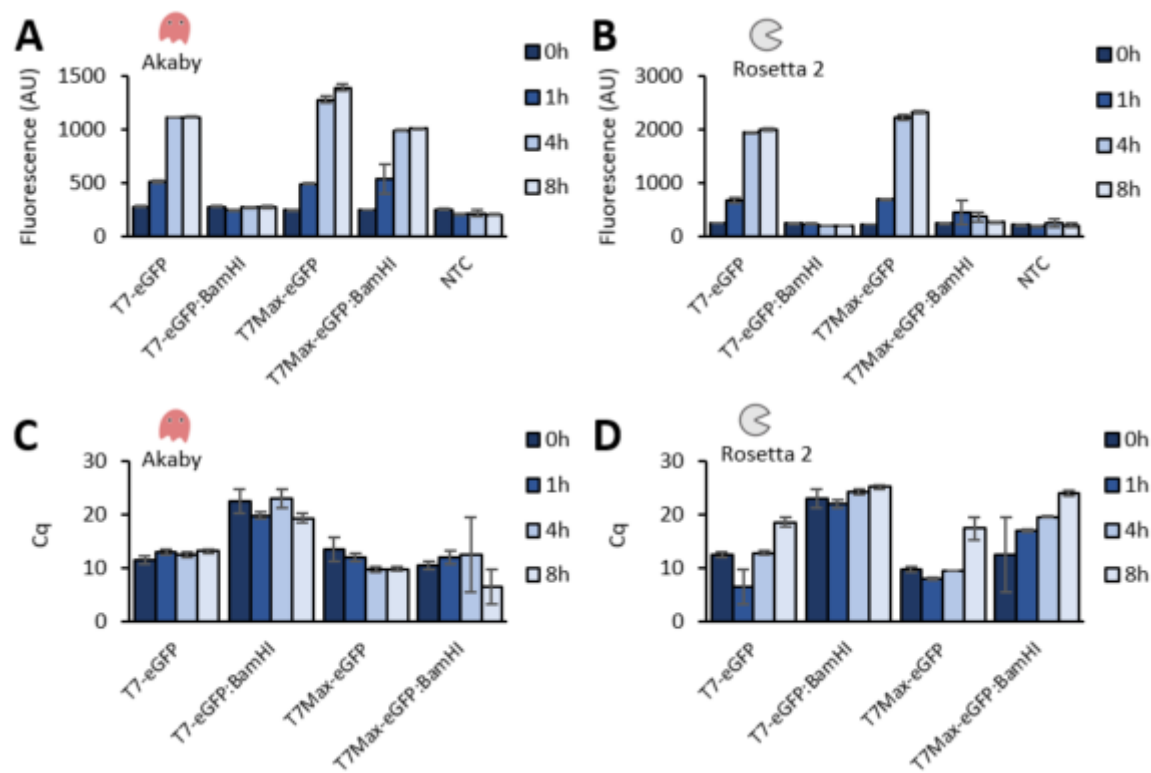 A
Akaby
Fluorescence (AU)
1500
1000
500
0
T7-eGFP
T7-eGFP:BamHI
T7Max-eGFP
T7Max-eGFP:BamHI
NTC
0h
1h
4h
8h
B
Rosetta 2
Fluorescence (AU)
3000
2000
1000
0
T7-eGFP
T7-eGFP:BamHI
T7Max-eGFP
T7Max-eGFP:BamHI
NTC
0h
1h
4h
8h
C
Akaby
Cq
30
20
10
0
T7-eGFP
T7-eGFP:BamHI
T7Max-eGFP
T7Max-eGFP:BamHI
0h
1h
4h
8h
D
Rosetta 2
Cq
30
20
10
0
T7-eGFP
T7-eGFP:BamHI
T7Max-eGFP
T7Max-eGFP:BamHI
0h
1h
4h
8h